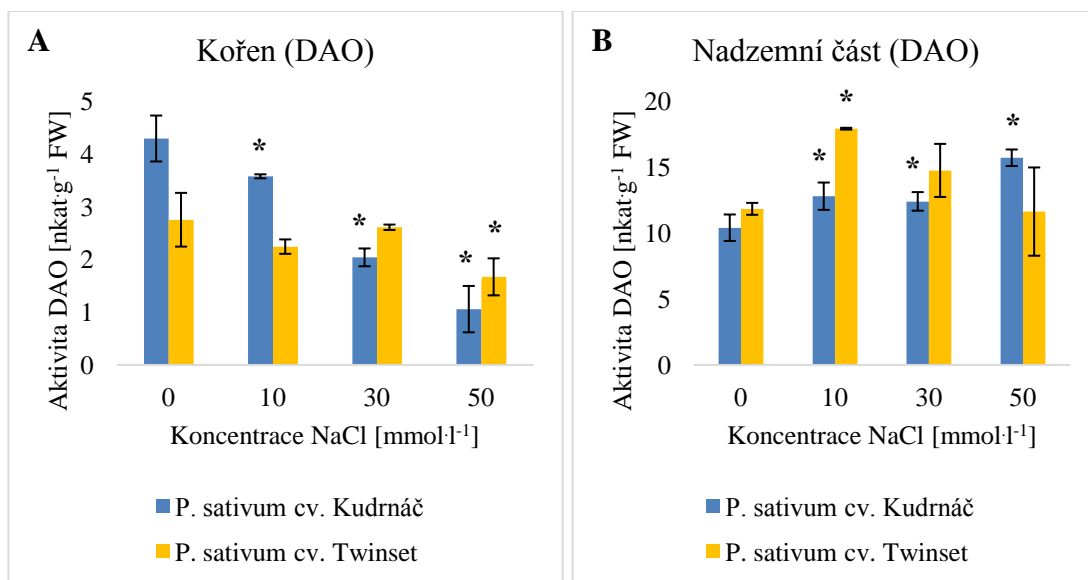 A
Kořen (DAO)
Aktivita DAO [nkat·g-1 FW]
5
4
3
2
1
0
*
*
*
*
0 10 30 50
Koncentrace NaCl [mmol·l-1]
P. sativum cv. Kudrnáč
P. sativum cv. Twinset
B
Nadzemní část (DAO)
Aktivita DAO [nkat·g-1 FW]
20
15
10
5
0
*
*
*
*
0 10 30 50
Koncentrace NaCl [mmol·l-1]
P. sativum cv. Kudrnáč
P. sativum cv. Twinset